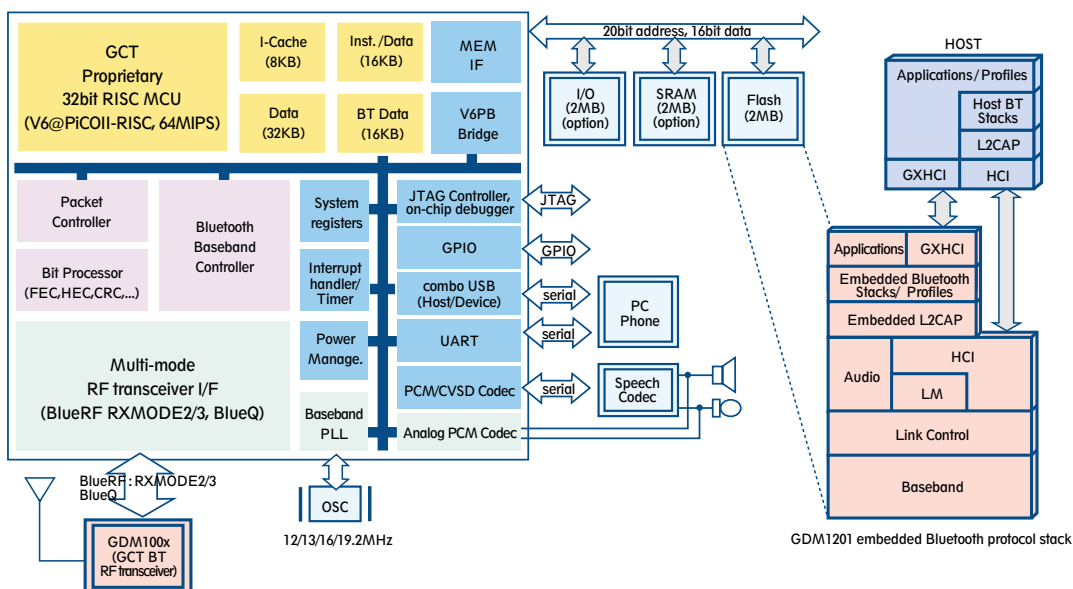 GCT
Proprietary
32bit RISC MCU
(V6@PiCOII-RISC, 64MIPS)
I-Cache
(8KB)
Inst./Data
(16KB)
MEM
IF
Data
(32KB)
BT Data
(16KB)
V6PB
Bridge
20bit address, 16bit data
I/O
(2MB)
(option)
SRAM
(2MB)
(option)
Flash
(2MB)
HOST
Applications/Profiles
Host BT
Stacks
L2CAP
GXHCI
HCI
Packet
Controller
Bit Processor
(FEC,HEC,CRC,...)
Bluetooth
Baseband
Controller
System
registers
Interrupt
handler/
Timer
Power
Manage.
Baseband
PLL
JTAG Controller,
on-chip debugger
GPIO
combo USB
(Host/Device)
UART
PCM/CVSD Codec
Analog PCM Codec
JTAG
GPIO
serial
serial
serial
PC
Phone
Speech
Codec
Multi-mode
RF transceiver I/F
(BlueRF RXMODE2/3, BlueQ)
BlueRF:RXMODE2/3
BlueQ
GDM100x
(GCT BT
RF transceiver)
OSC
12/13/16/19.2MHz
Applications
GXHCI
Embedded Bluetooth
Stacks/ Profiles
Embedded L2CAP
Audio
HCI
LM
Link Control
Baseband
GDM1201 embedded Bluetooth protocol stack